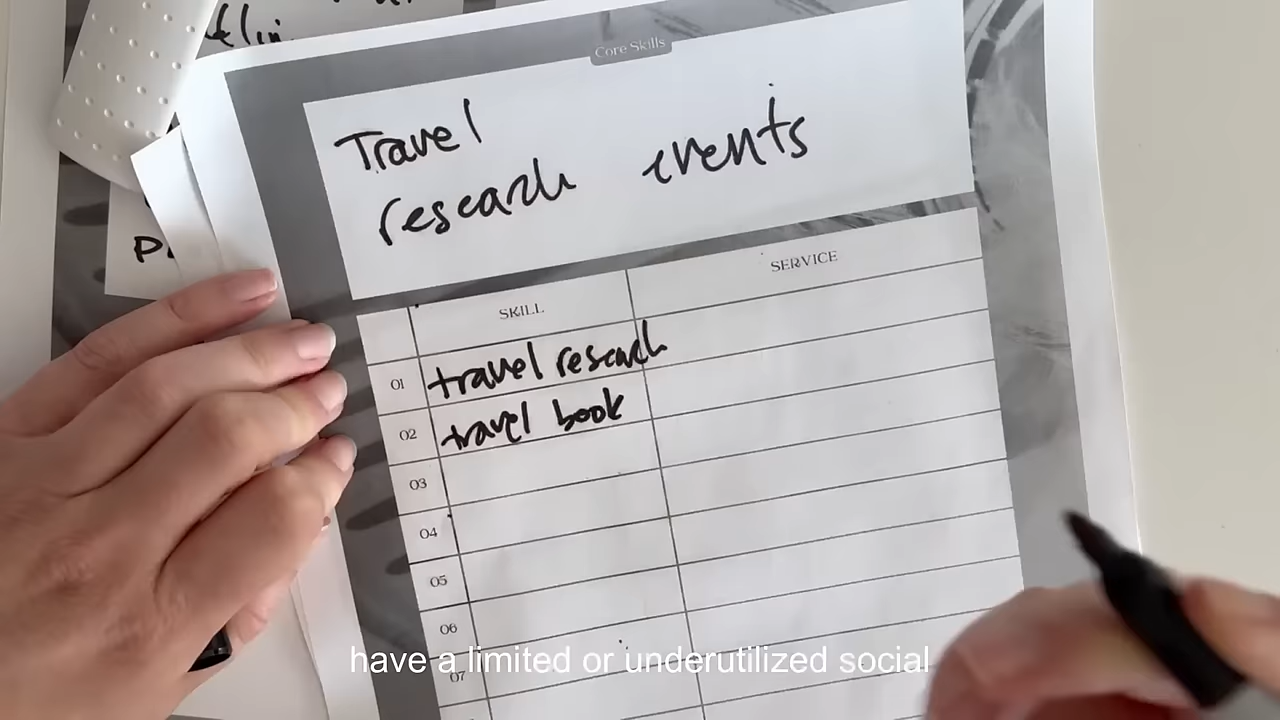 Core Skills
Travel
research events
SKILL SERVICE
01 travel research
02 travel book
03
04
05
06
07
have a limited or underutilized social